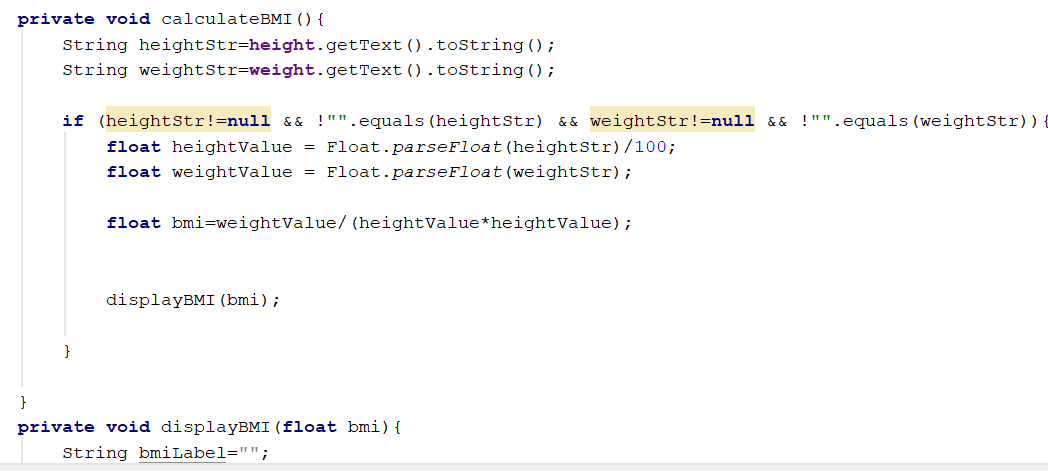 private void calculateBMI(){
String heightStr=height.getText().toString();
String weightStr=weight.getText().toString();
if (heightStr!=null && !"".equals(heightStr) && weightStr!=null && !"".equals(weightStr)){
float heightValue = Float.parseFloat(heightStr)/100;
float weightValue = Float.parseFloat(weightStr);
float bmi=weightValue/(heightValue*heightValue);
displayBMI(bmi);
}
}
private void displayBMI(float bmi){
String bmiLabel="";